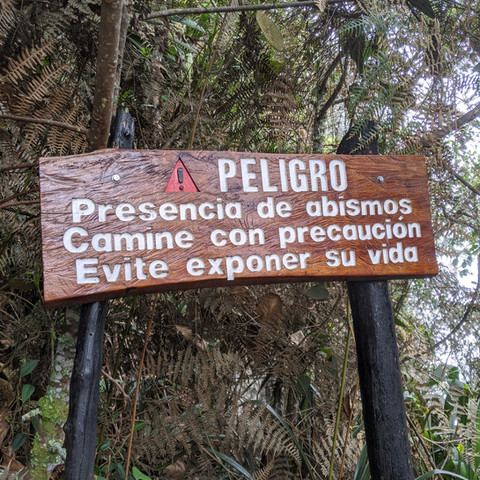 PELIGRO
Presencia de abismos
Camine con precaución
Evite exponer su vida